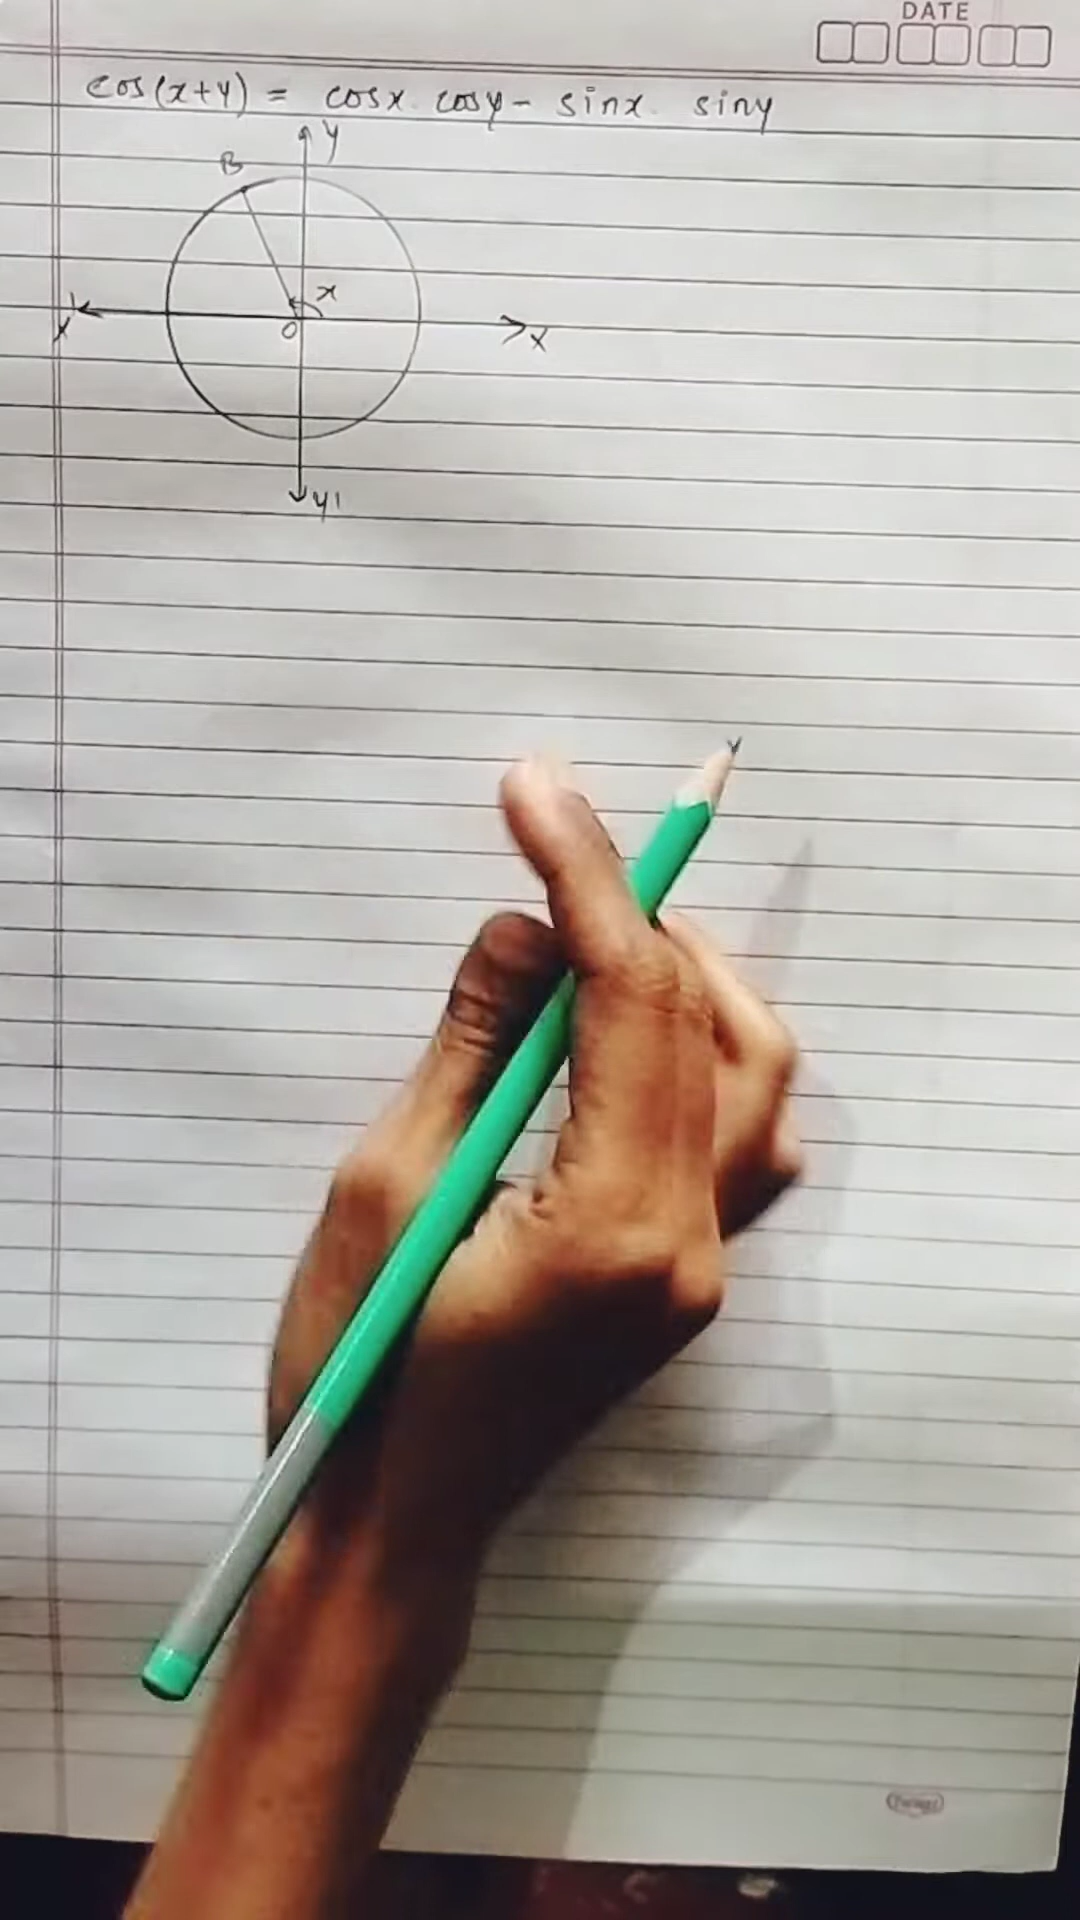 DATE
cos(x+y) = cosx. cosy - sinx. siny
y
B
x
x'
O
x
y'